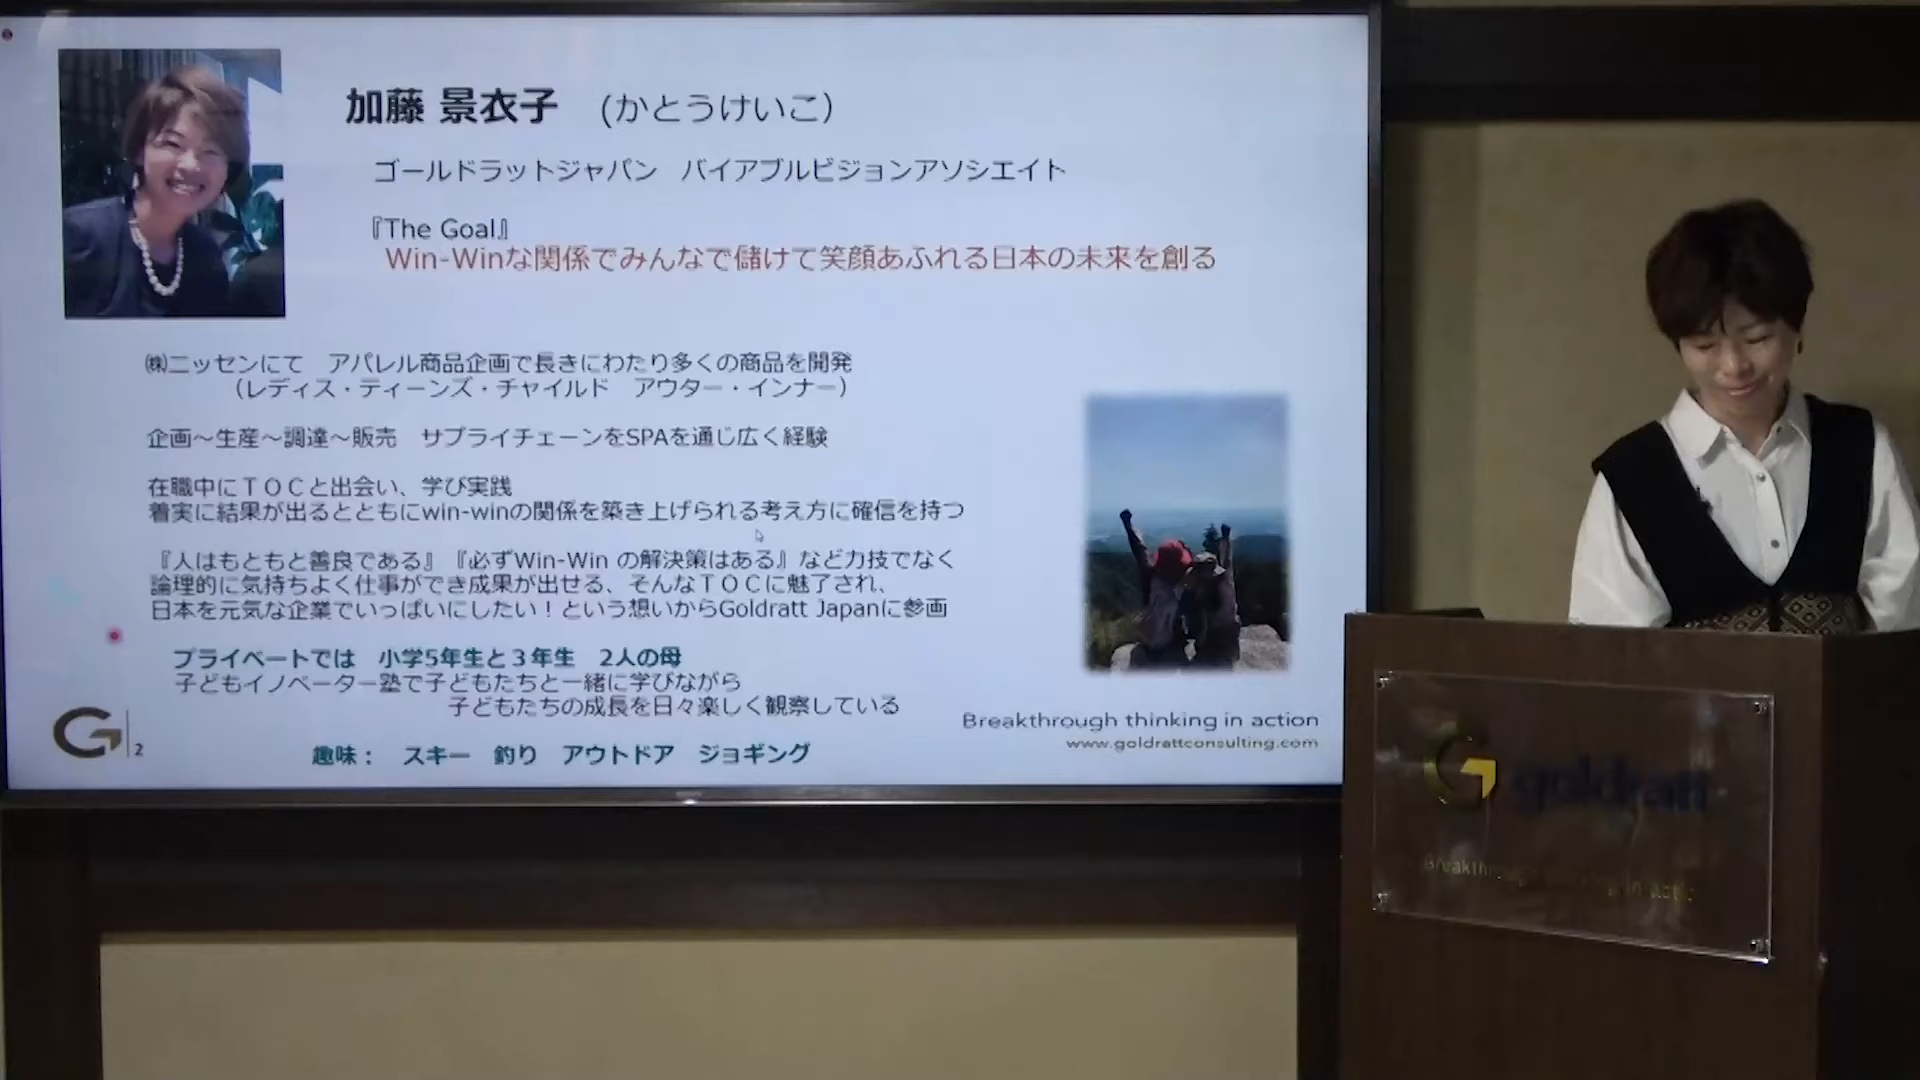 加藤 景衣子 (かとうけいこ)
ゴールドラットジャパン バイアブルビジョンアソシエイト
『The Goal』
Win-Winな関係でみんなで儲けて笑顔あふれる日本の未来を創る
㈱ニッセンにて アパレル商品企画で長きにわたり多くの商品を開発
(レディス・ティーンズ・チャイルド アウター・インナー)
企画～生産～調達～販売 サプライチェーンをSPAを通じ広く経験
在職中にＴＯＣと出会い、学び実践
着実に結果が出るとともにwin-winの関係を築き上げられる考え方に確信を持つ
『人はもともと善良である』『必ずWin-Win の解決策はある』など力技でなく
論理的に気持ちよく仕事ができ成果が出せる、そんなＴＯＣに魅了され、
日本を元気な企業でいっぱいにしたい！という想いからGoldratt Japanに参画
プライベートでは 小学5年生と３年生 2人の母
子どもイノベーター塾で子どもたちと一緒に学びながら
子どもたちの成長を日々楽しく観察している
趣味： スキー 釣り アウトドア ジョギング
2
Breakthrough thinking in action
www.goldrattconsulting.com
goldratt